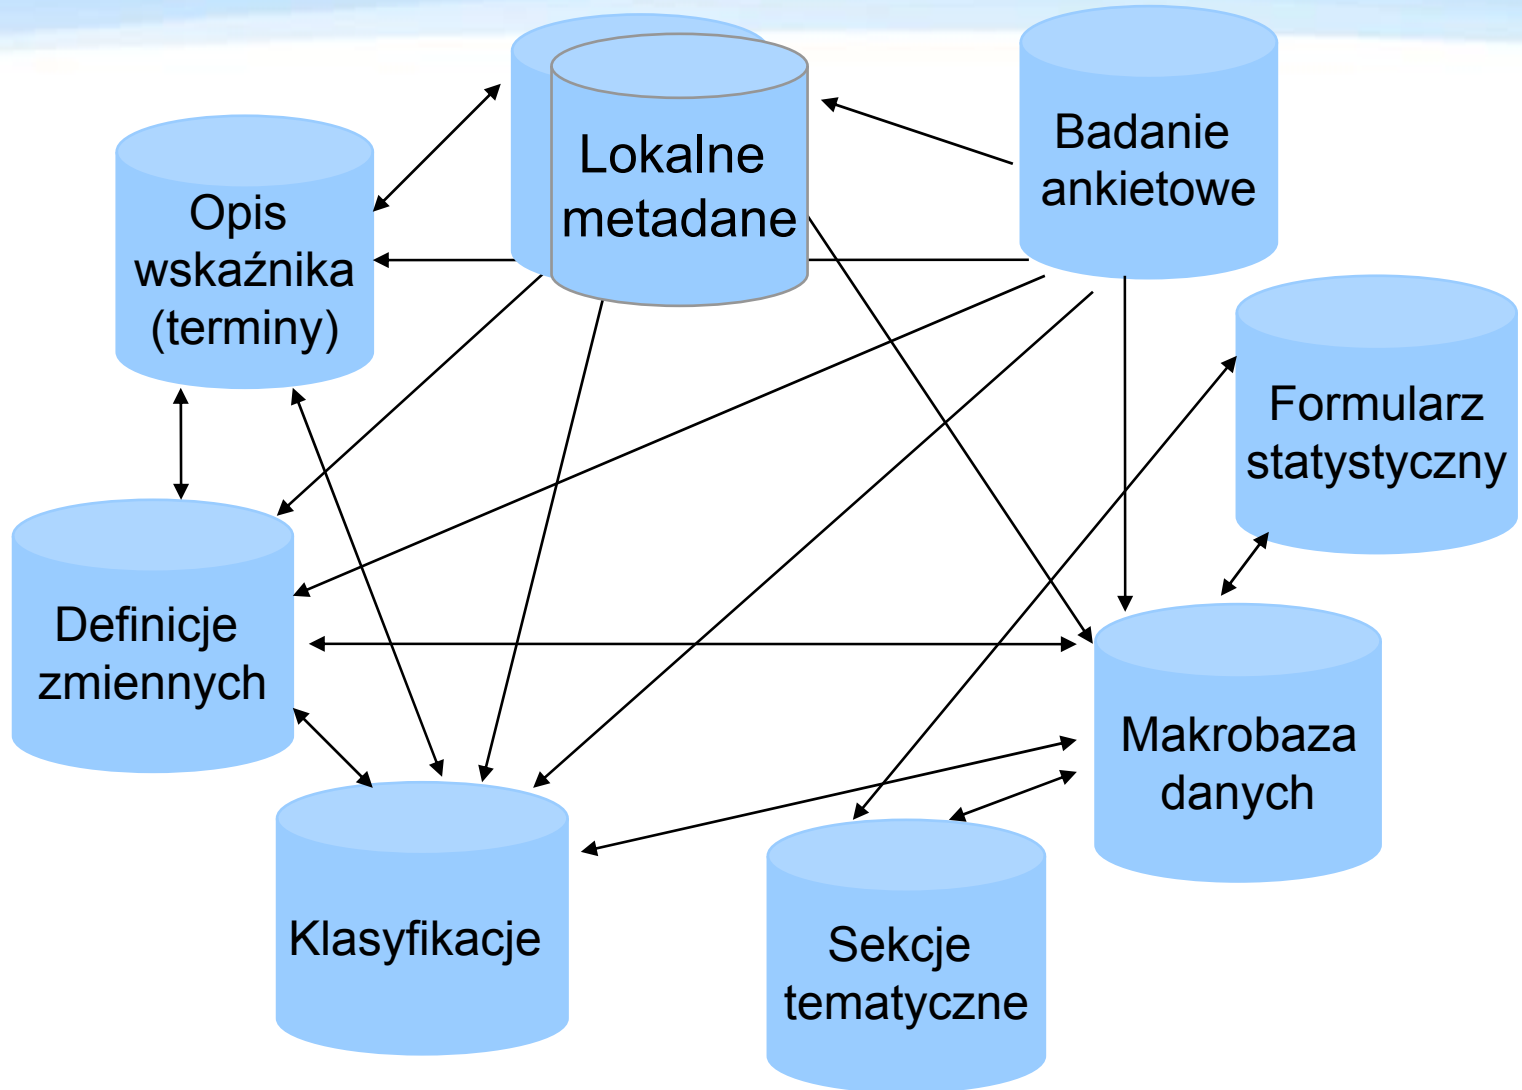 Lokalne
metadane
Badanie
ankietowe
Opis
wskaźnika
(terminy)
Formularz
statystyczny
Definicje
zmiennych
Makrobaza
danych
Klasyfikacje
Sekcje
tematyczne